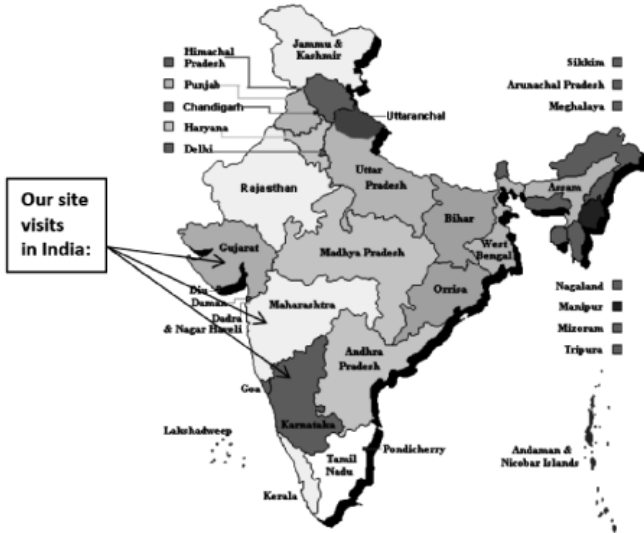 Jammu &
Kashmir
Himachal
Pradesh
Punjab
Chandigarh
Haryana
Delhi
Uttaranchal
Sikkim
Arunachal Pradesh
Meghalaya
Rajasthan
Uttar
Pradesh
Assam
Bihar
Our site
visits
in India:
Gujarat
Madhya Pradesh
West
Bengal
Diu
Daman
Dadra
& Nagar Haveli
Maharashtra
Orrisa
Nagaland
Manipur
Mizoram
Tripura
Andhra
Pradesh
Goa
Karnataka
Lakshadweep
Tamil
Nadu
Pondicherry
Andaman &
Nicobar Islands
Kerala